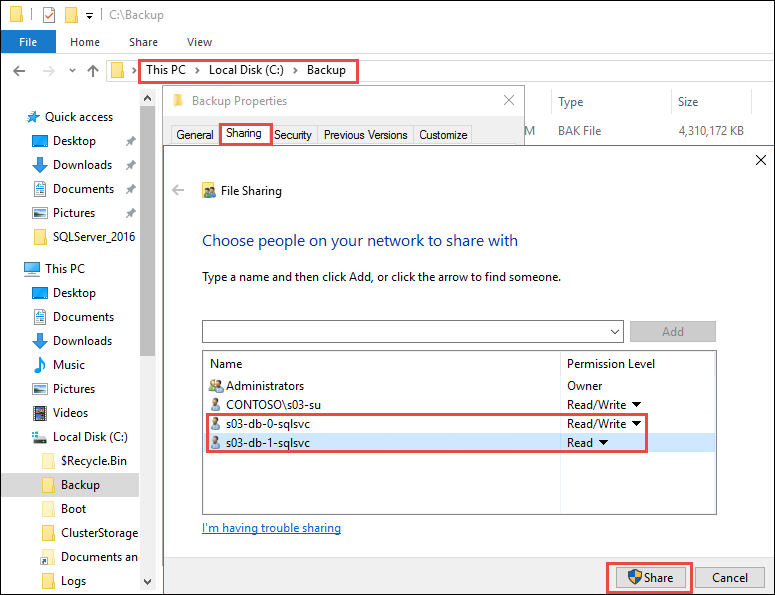 C:\Backup
File Home Share View
This PC > Local Disk (C:) > Backup
Quick access
Desktop
Downloads
Documents
Pictures
SQLServer_2016
This PC
Desktop
Documents
Downloads
Music
Pictures
Videos
Local Disk (C:)
$Recycle.Bin
Backup
Boot
ClusterStorage
Documents an
Logs
Backup Properties
General Sharing Security Previous Versions Customize
Type Size
M BAK File 4,310,172 KB
File Sharing
Choose people on your network to share with
Type a name and then click Add, or click the arrow to find someone.
Add
Name Permission Level
Administrators Owner
CONTOSO\s03-su Read/Write
s03-db-0-sqlsvc Read/Write
s03-db-1-sqlsvc Read
I'm having trouble sharing
Share Cancel